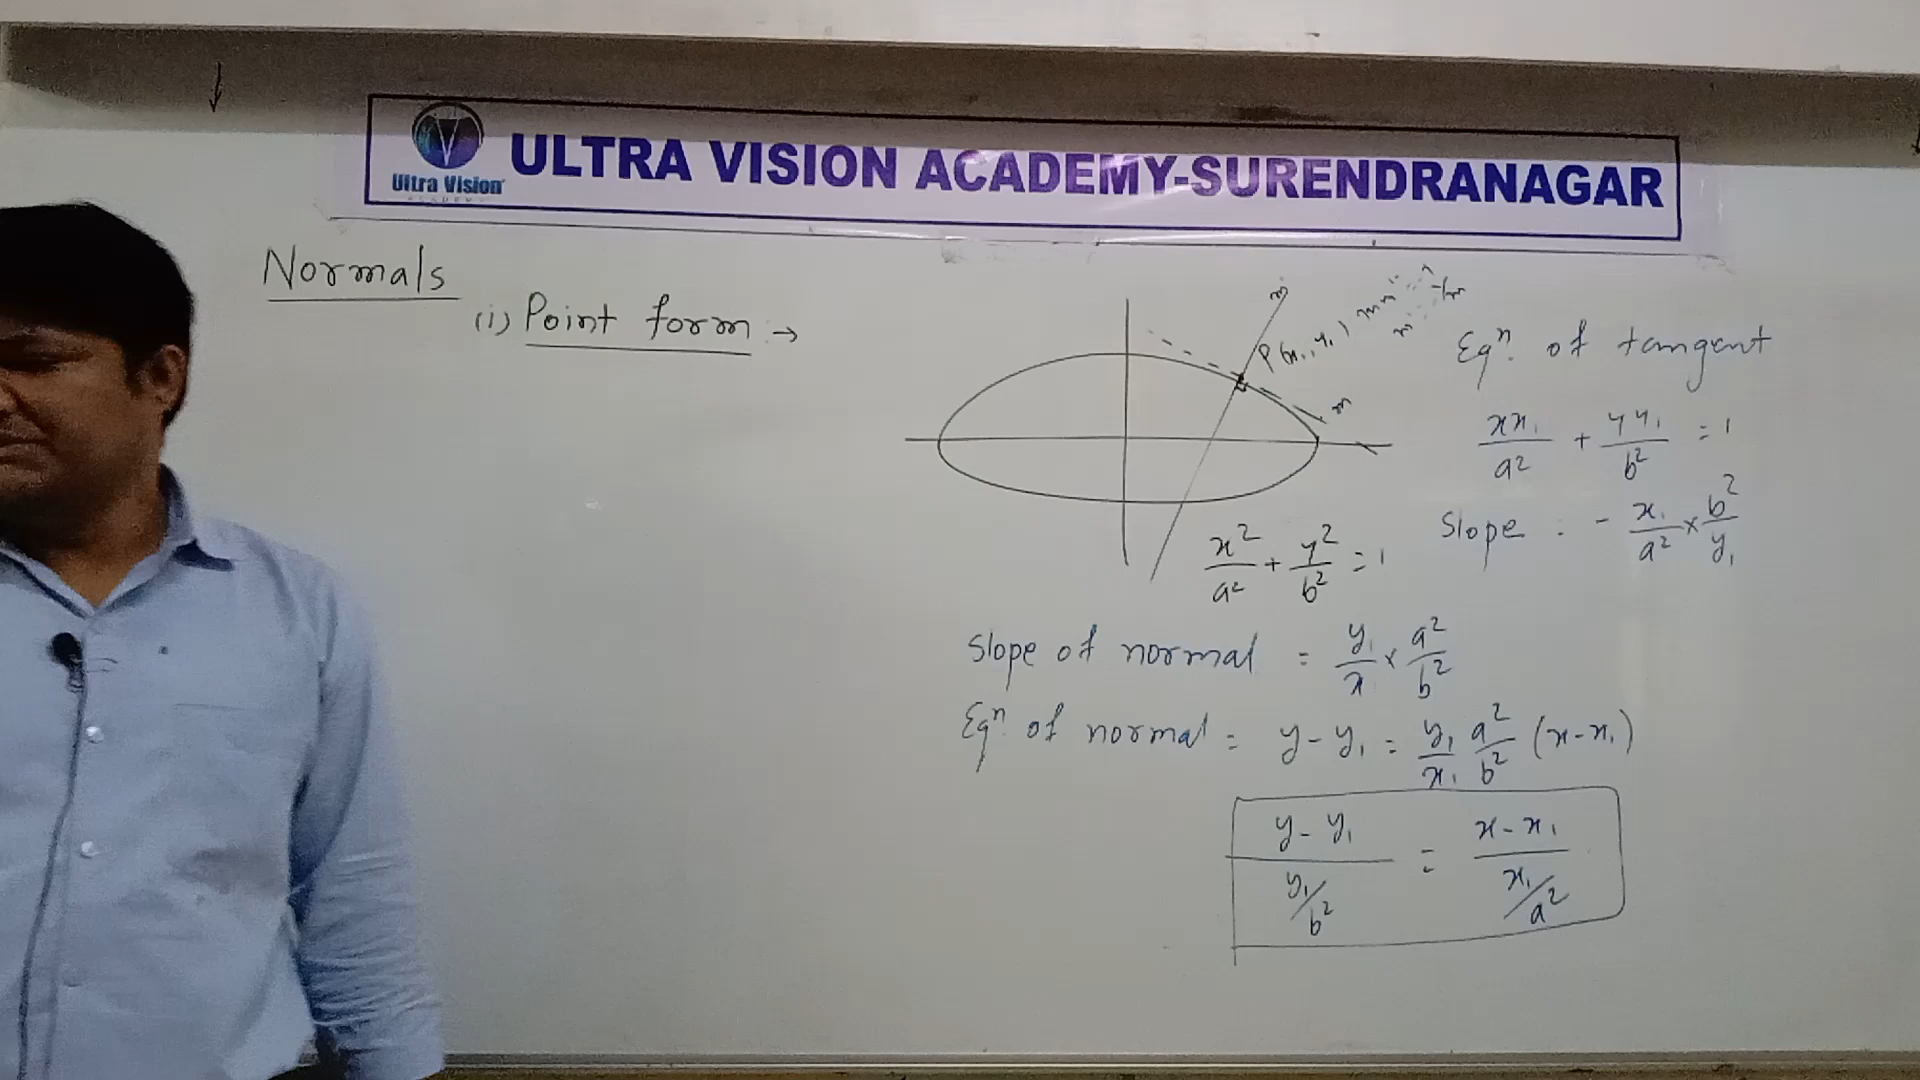 ULTRA VISION ACADEMY-SURENDRANAGAR
Ultra Vision
ACADEMY
Normals
(i) Point form :→
P(x₁, y₁)
m
m'
Eqⁿ. of tangent
xx₁/a² + yy₁/b² = 1
Slope : - x₁/a² × b²/y₁
x²/a² + y²/b² = 1
Slope of normal = y₁/x₁ × a²/b²
Eqⁿ. of normal = y - y₁ = y₁/x₁ a²/b² (x - x₁)
(y - y₁)/(y₁/b²) = (x - x₁)/(x₁/a²)